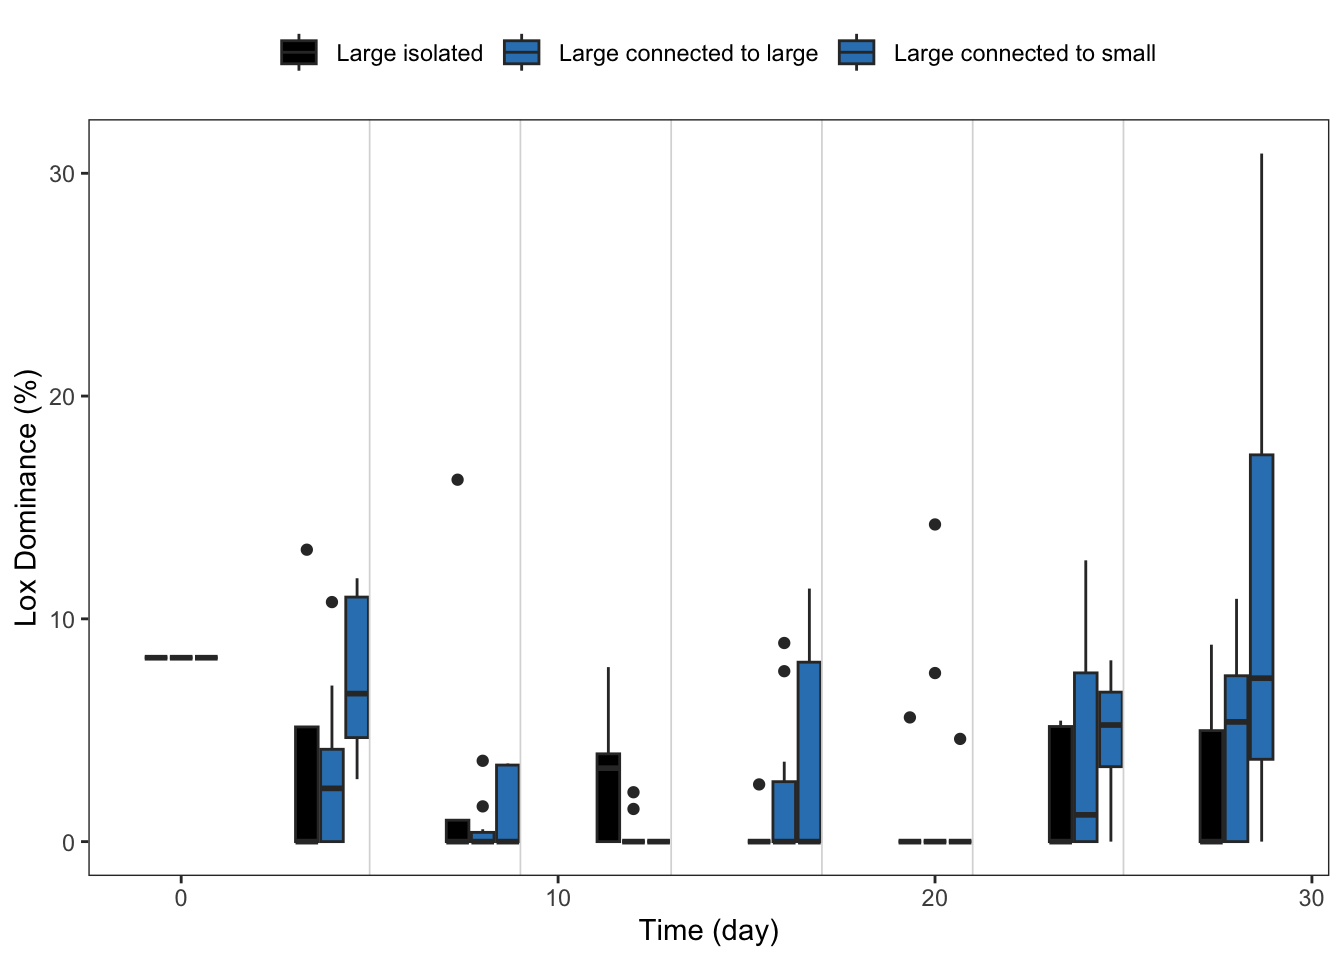 Large isolated Large connected to large Large connected to small
30
20
10
0
Lox Dominance (%)
0 10 20 30
Time (day)